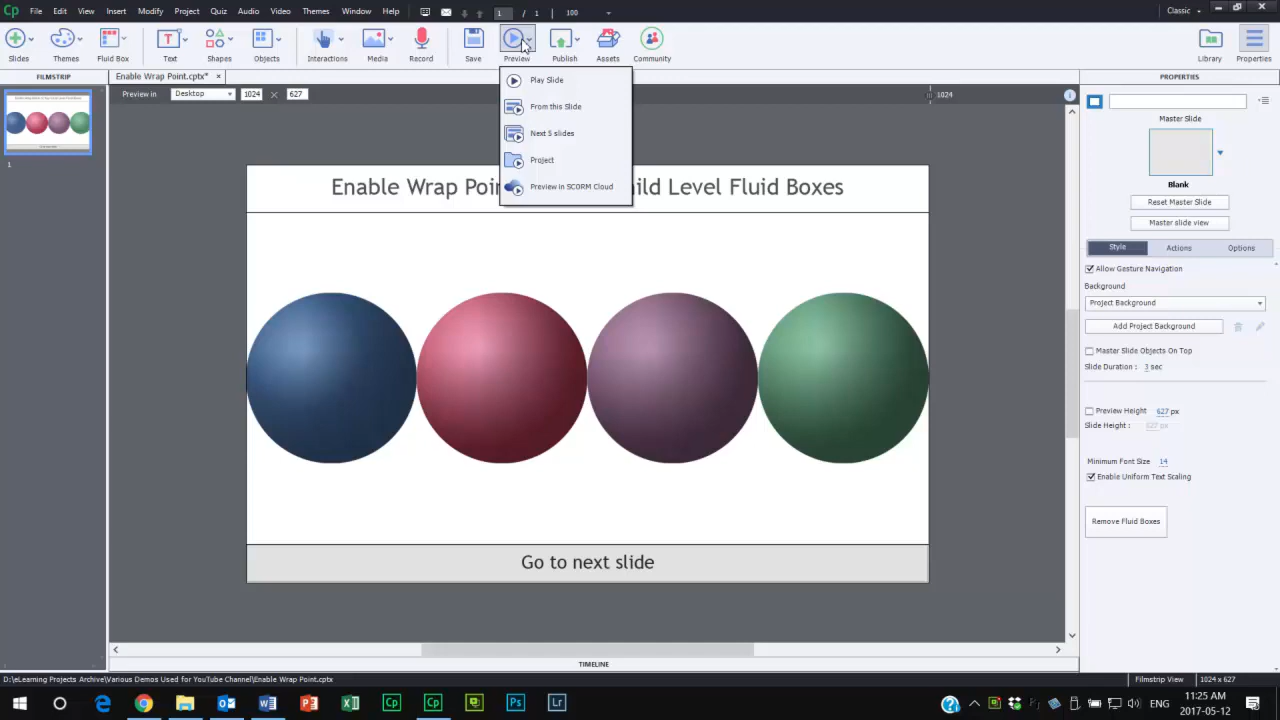 Cp File Edit View Insert Modify Project Quiz Audio Video Themes Window Help 1 / 1 100 Classic
Slides Themes Fluid Box Text Shapes Objects Interactions Media Record Save Preview Publish Assets Community Library Properties
FILMSTRIP Enable Wrap Point.cptx* × PROPERTIES
Preview in Desktop 1024 × 627 1024
Play Slide
From this Slide
Next 5 slides
Project
Preview in SCORM Cloud
1
Enable Wrap Poi ild Level Fluid Boxes
Go to next slide
Master Slide
Blank
Reset Master Slide
Master slide view
Style Actions Options
Allow Gesture Navigation
Background
Project Background
Add Project Background
Master Slide Objects On Top
Slide Duration : 3 sec
Preview Height 627 px
Slide Height : 627 px
Minimum Font Size 14
Enable Uniform Text Scaling
Remove Fluid Boxes
TIMELINE
D:\eLearning Projects Archive\Various Demos Used for YouTube Channel\Enable Wrap Point.cptx Filmstrip View 1024 x 627
Cp Cp Ps Lr ENG 11:25 AM
2017-05-12